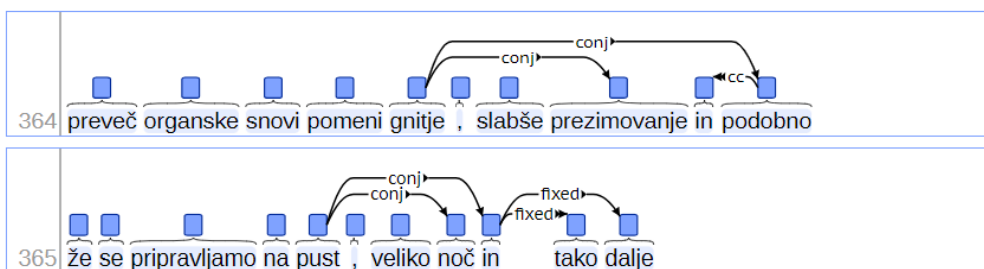 conj
conj
cc
364 preveč organske snovi pomeni gnitje , slabše prezimovanje in podobno
conj
conj
fixed
fixed
365 že se pripravljamo na pust , veliko noč in tako dalje